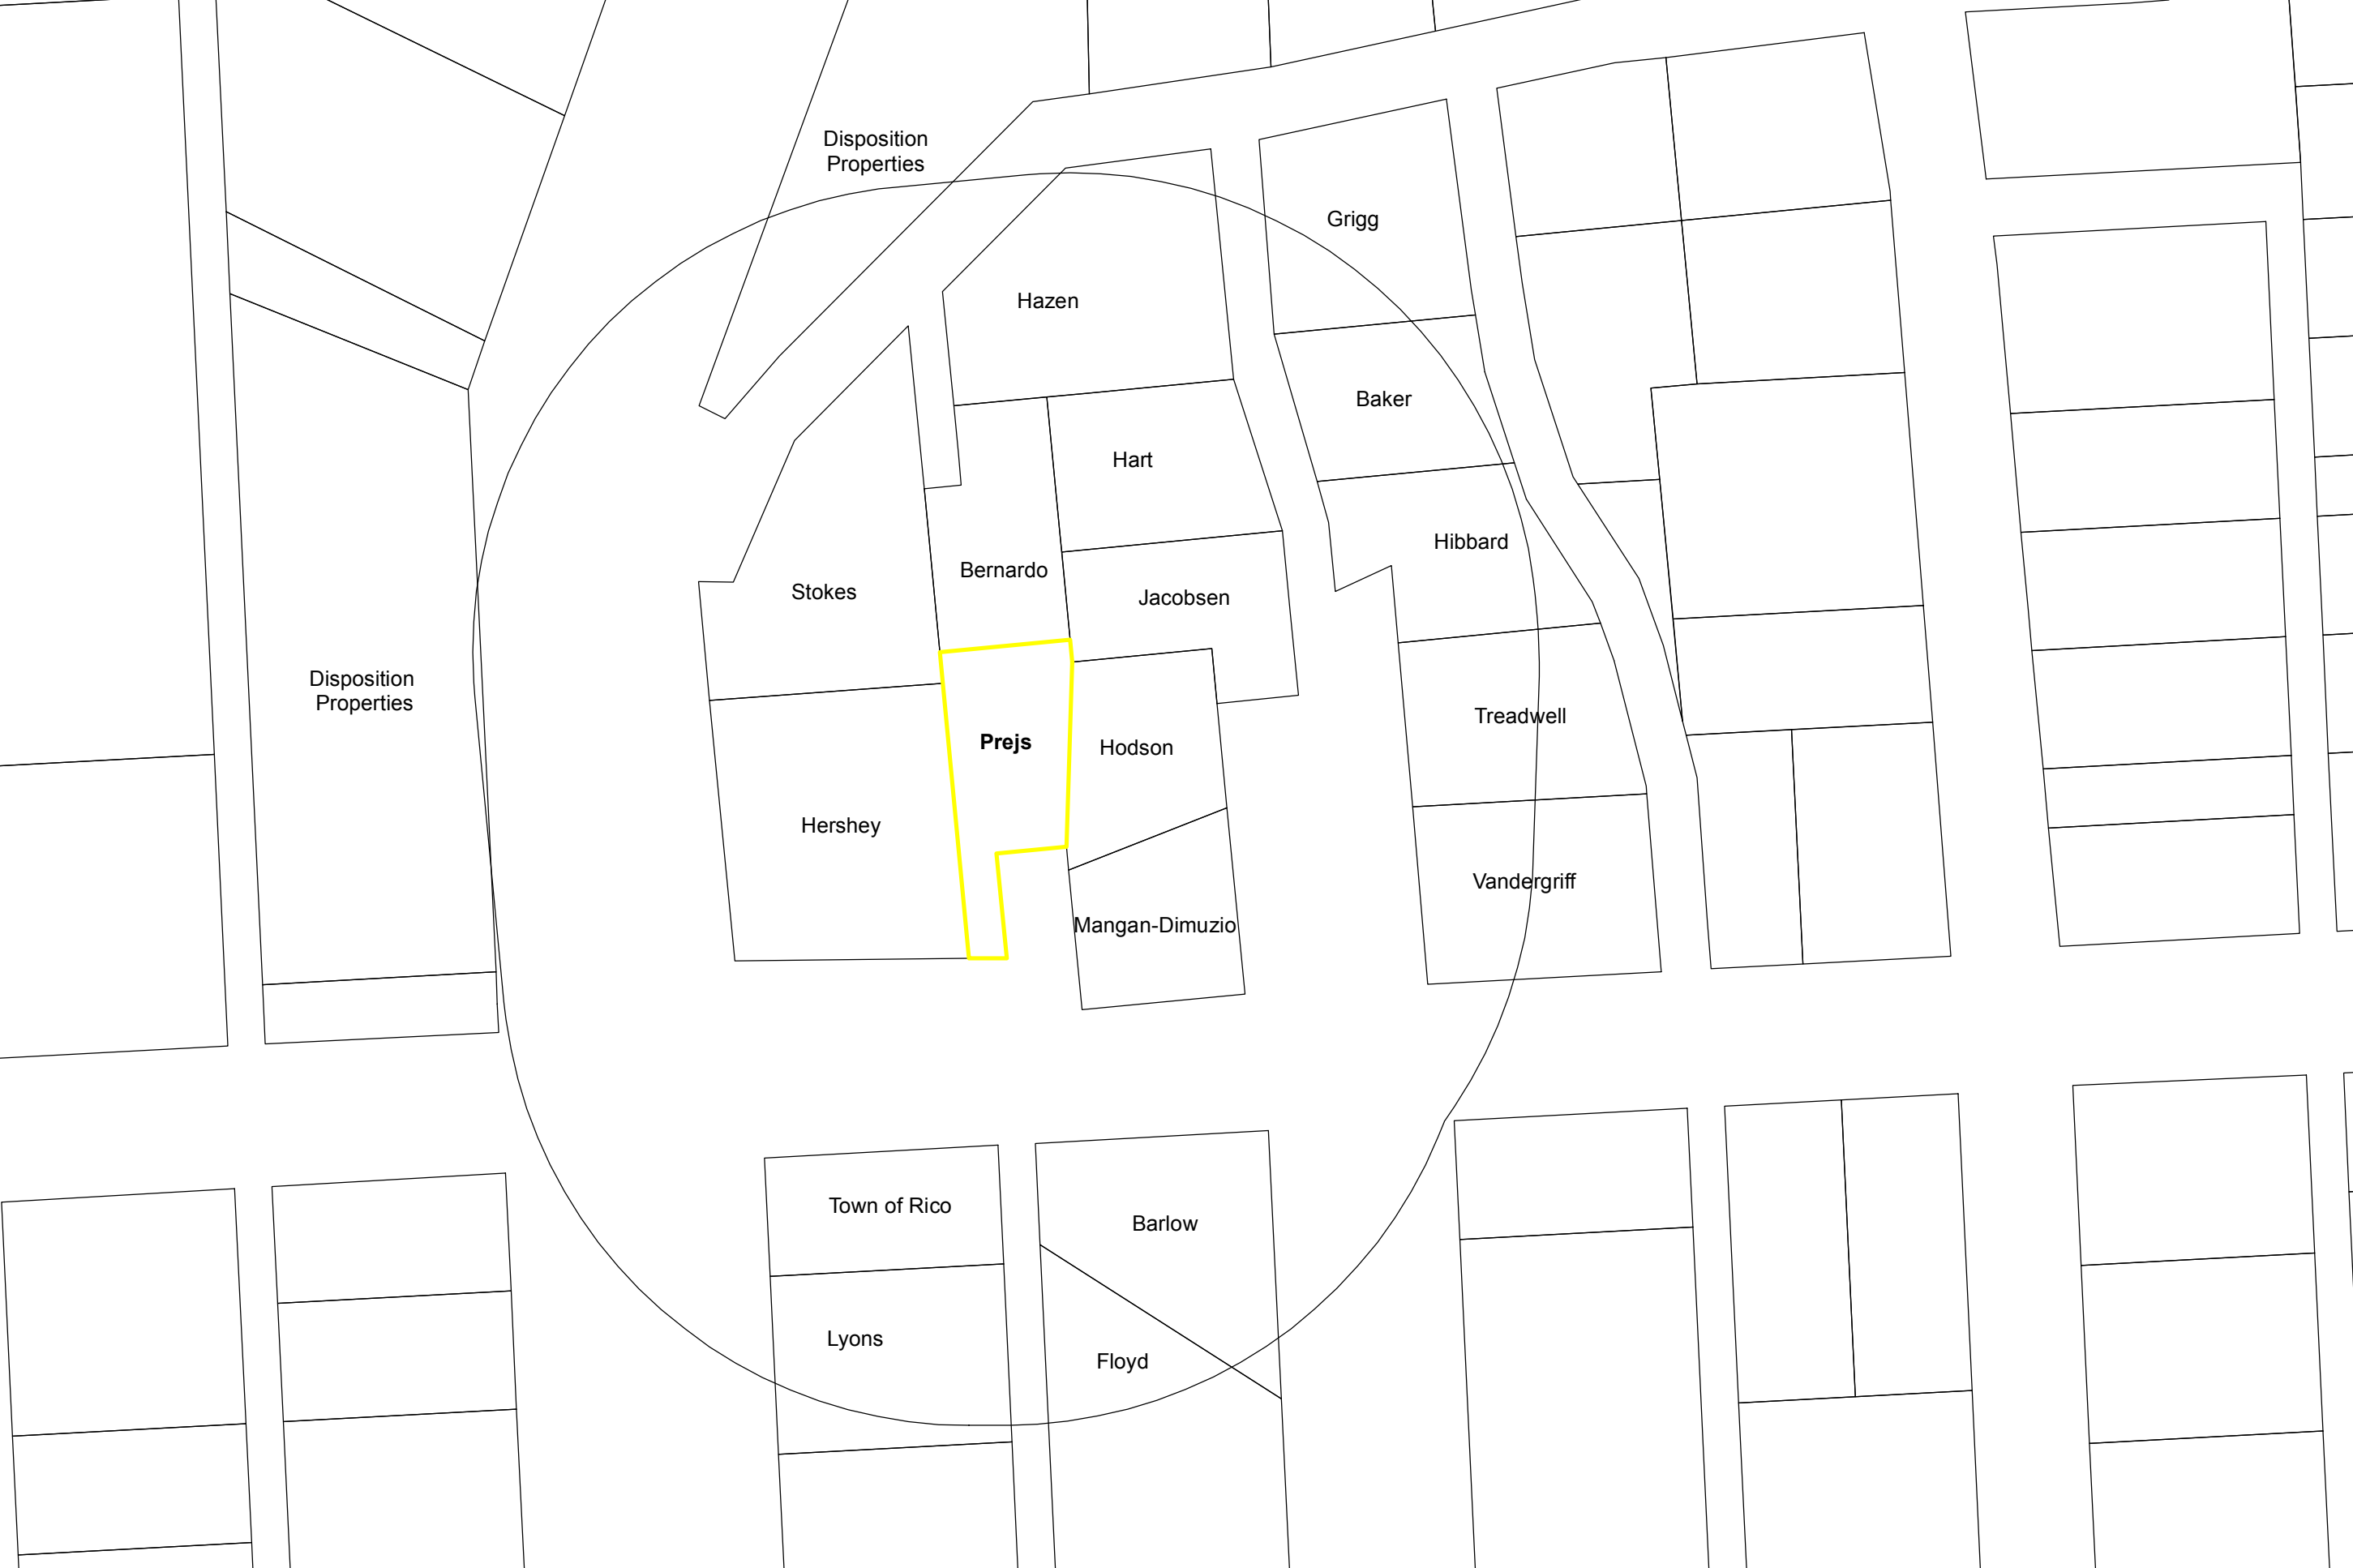 Disposition
Properties
Grigg
Hazen
Baker
Hart
Hibbard
Bernardo
Stokes
Jacobsen
Disposition
Properties
Treadwell
Prejs
Hodson
Hershey
Vandergriff
Mangan-Dimuzio
Town of Rico
Barlow
Lyons
Floyd